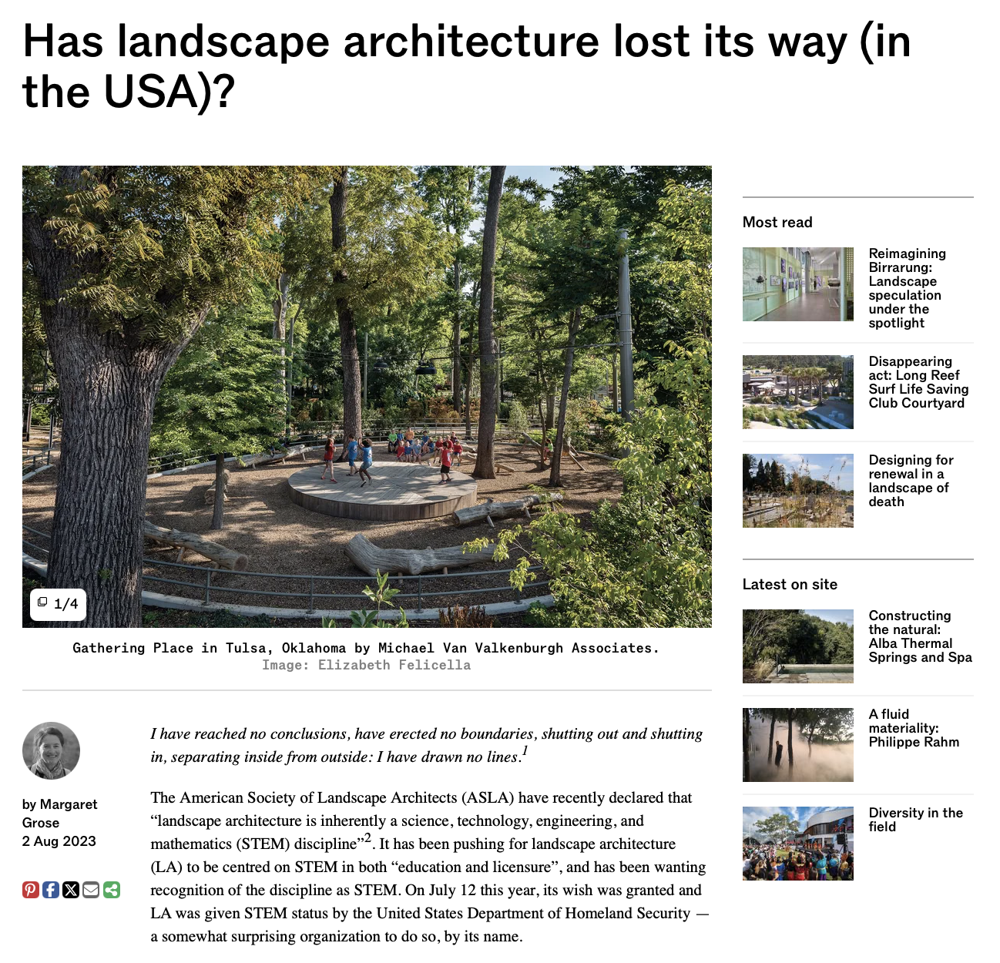 Has landscape architecture lost its way (in
the USA)?
1/4
Gathering Place in Tulsa, Oklahoma by Michael Van Valkenburgh Associates.
Image: Elizabeth Felicella
by Margaret
Grose
2 Aug 2023
I have reached no conclusions, have erected no boundaries, shutting out and shutting
in, separating inside from outside: I have drawn no lines.1
The American Society of Landscape Architects (ASLA) have recently declared that
“landscape architecture is inherently a science, technology, engineering, and
mathematics (STEM) discipline”2. It has been pushing for landscape architecture
(LA) to be centred on STEM in both “education and licensure”, and has been wanting
recognition of the discipline as STEM. On July 12 this year, its wish was granted and
LA was given STEM status by the United States Department of Homeland Security —
a somewhat surprising organization to do so, by its name.
Most read
Reimagining
Birrarung:
Landscape
speculation
under the
spotlight
Disappearing
act: Long Reef
Surf Life Saving
Club Courtyard
Designing for
renewal in a
landscape of
death
Latest on site
Constructing
the natural:
Alba Thermal
Springs and Spa
A fluid
materiality:
Philippe Rahm
Diversity in the
field